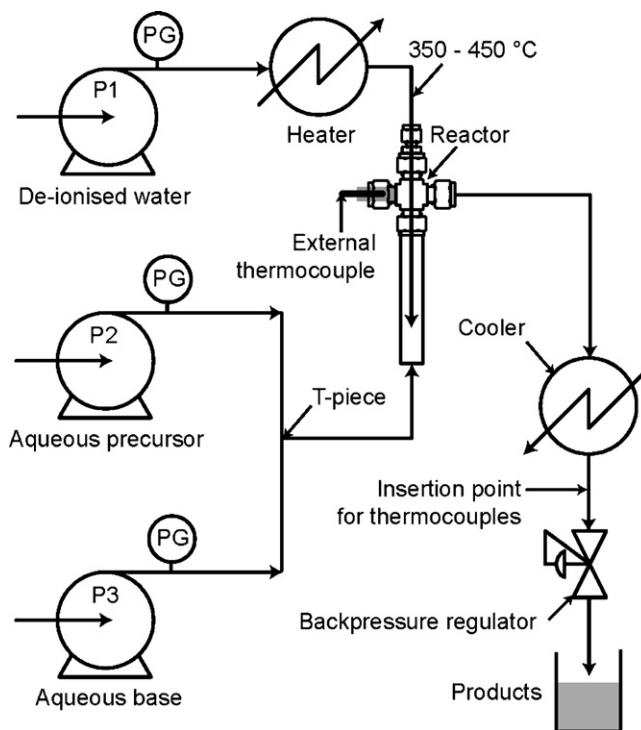 PG
P1
De-ionised water
Heater
350 - 450 °C
Reactor
External
thermocouple
PG
P2
Aqueous precursor
T-piece
Cooler
Insertion point
for thermocouples
PG
P3
Aqueous base
Backpressure regulator
Products